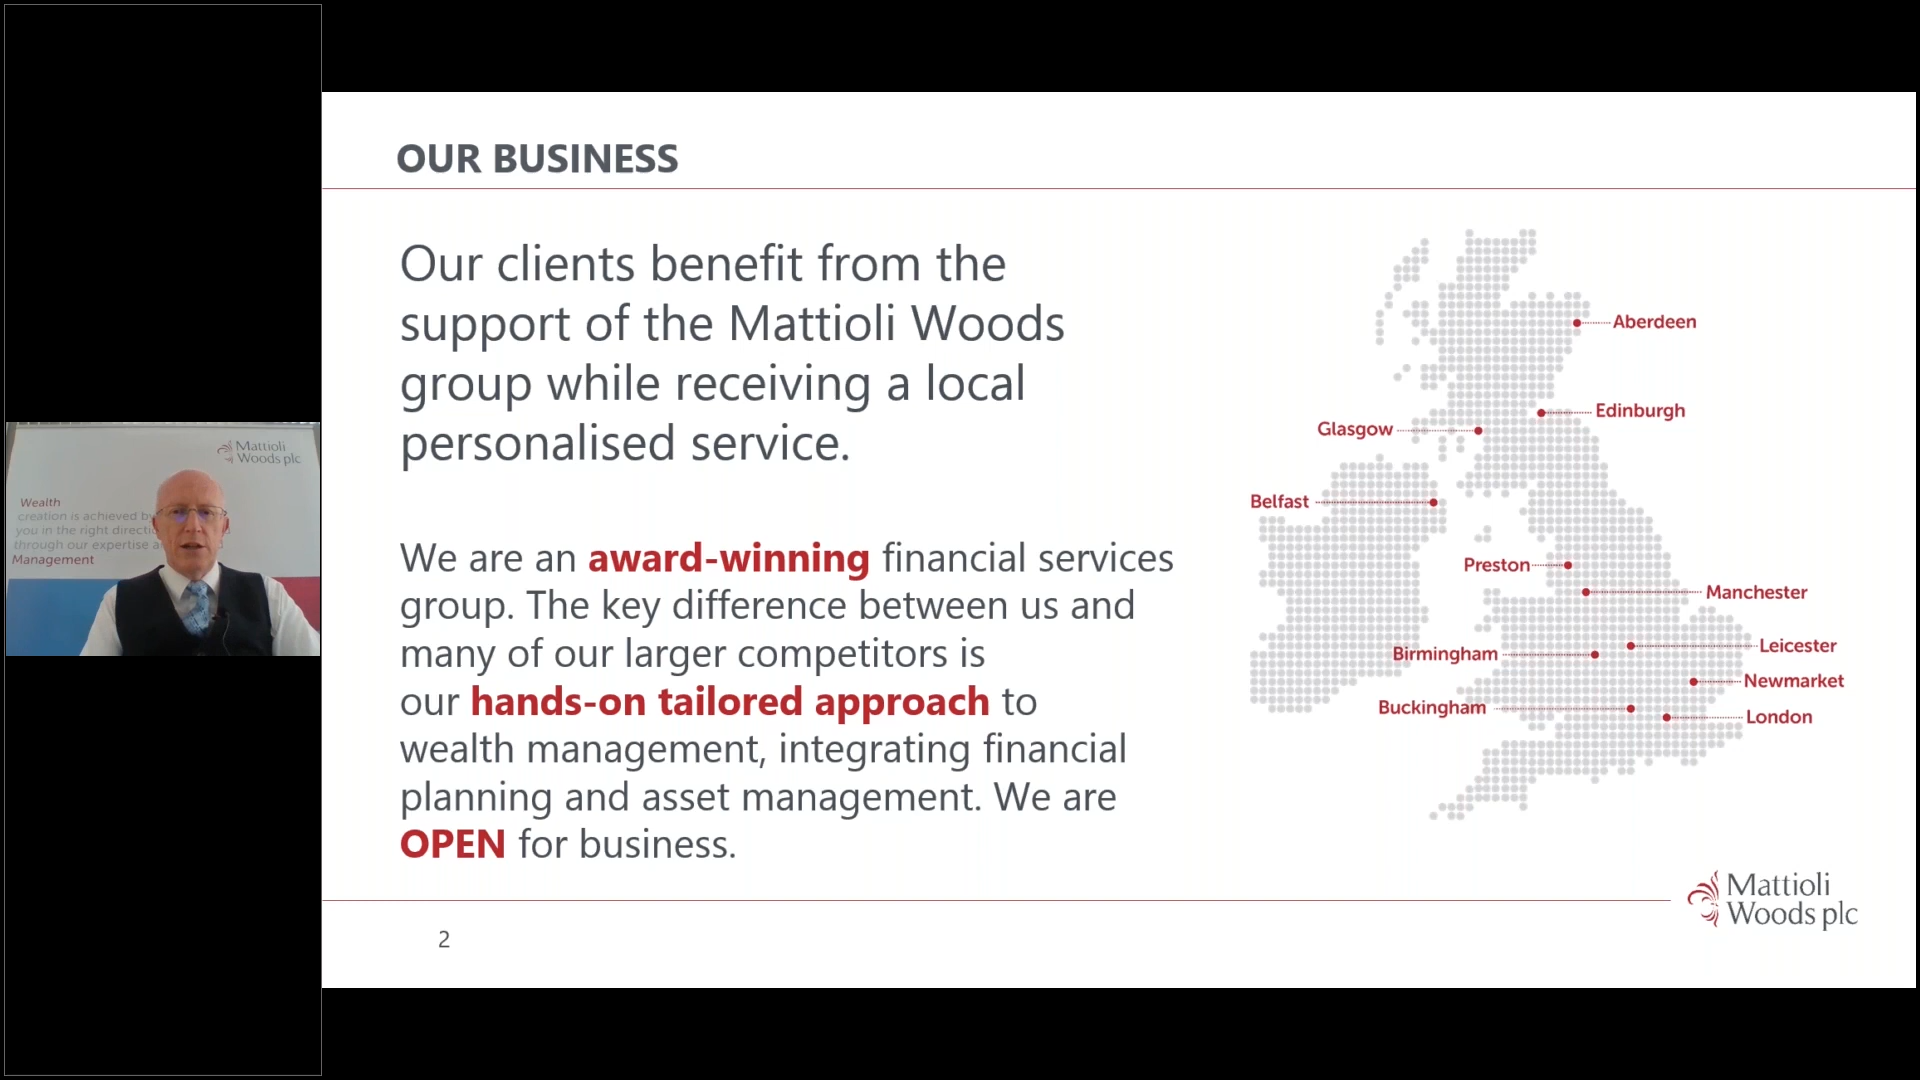 Mattioli
Woods plc
Wealth
creation is achieved by
you in the right
through our expertise
Management
OUR BUSINESS
Our clients benefit from the
support of the Mattioli Woods
group while receiving a local
personalised service.
We are an award-winning financial services
group. The key difference between us and
many of our larger competitors is
our hands-on tailored approach to
wealth management, integrating financial
planning and asset management. We are
OPEN for business.
Aberdeen
Edinburgh
Glasgow
Belfast
Preston
Manchester
Leicester
Birmingham
Newmarket
Buckingham
London
Mattioli
Woods plc
2